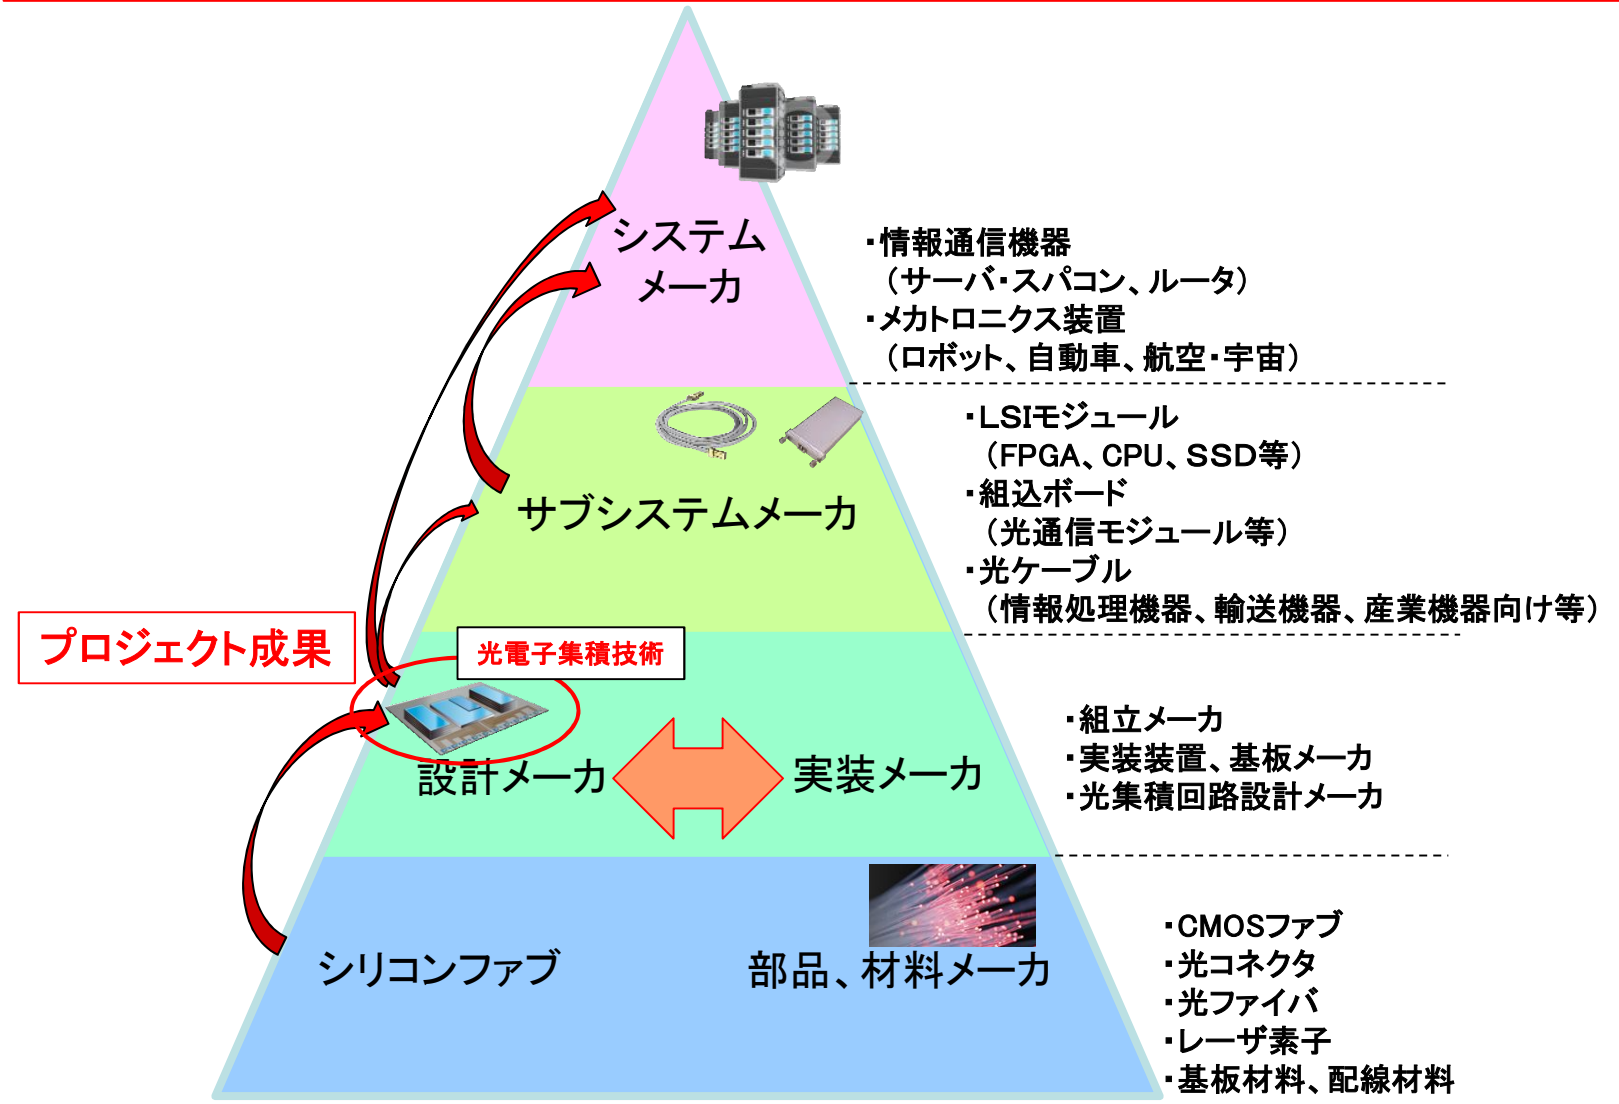 システム
メーカ
・情報通信機器
（サーバ・スパコン、ルータ）
・メカトロニクス装置
（ロボット、自動車、航空・宇宙）
サブシステムメーカ
・LSIモジュール
（FPGA、CPU、SSD等）
・組込ボード
（光通信モジュール等）
・光ケーブル
（情報処理機器、輸送機器、産業機器向け等）
プロジェクト成果
光電子集積技術
設計メーカ
実装メーカ
・組立メーカ
・実装装置、基板メーカ
・光集積回路設計メーカ
シリコンファブ
部品、材料メーカ
・CMOSファブ
・光コネクタ
・光ファイバ
・レーザ素子
・基板材料、配線材料